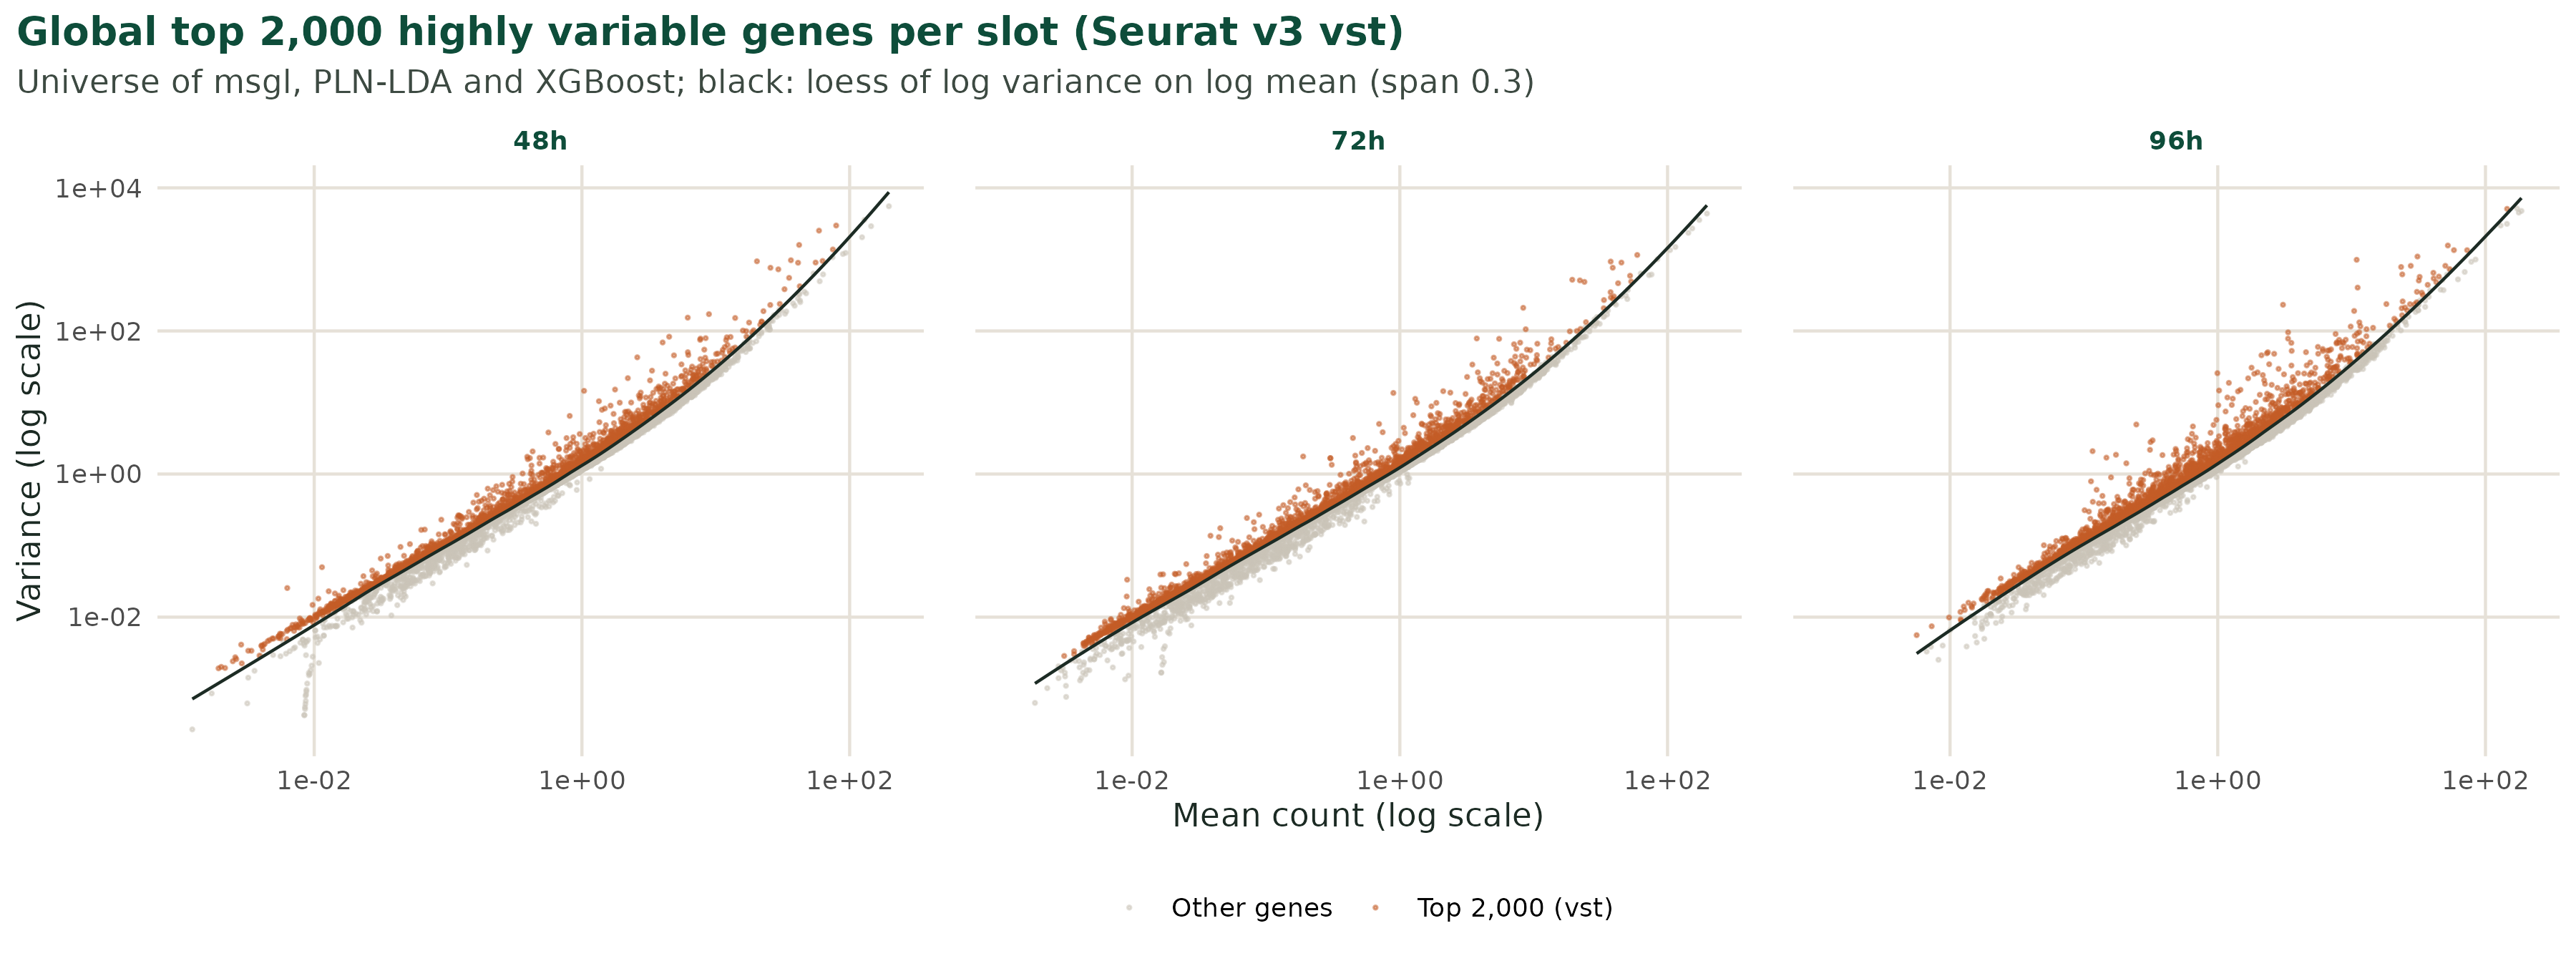 Global top 2,000 highly variable genes per slot (Seurat v3 vst)
Universe of msgl, PLN-LDA and XGBoost; black: loess of log variance on log mean (span 0.3)
48h
72h
96h
Variance (log scale)
1e+04
1e+02
1e+00
1e-02
1e-02
1e+00
1e+02
1e-02
1e+00
1e+02
1e-02
1e+00
1e+02
Mean count (log scale)
Other genes
Top 2,000 (vst)